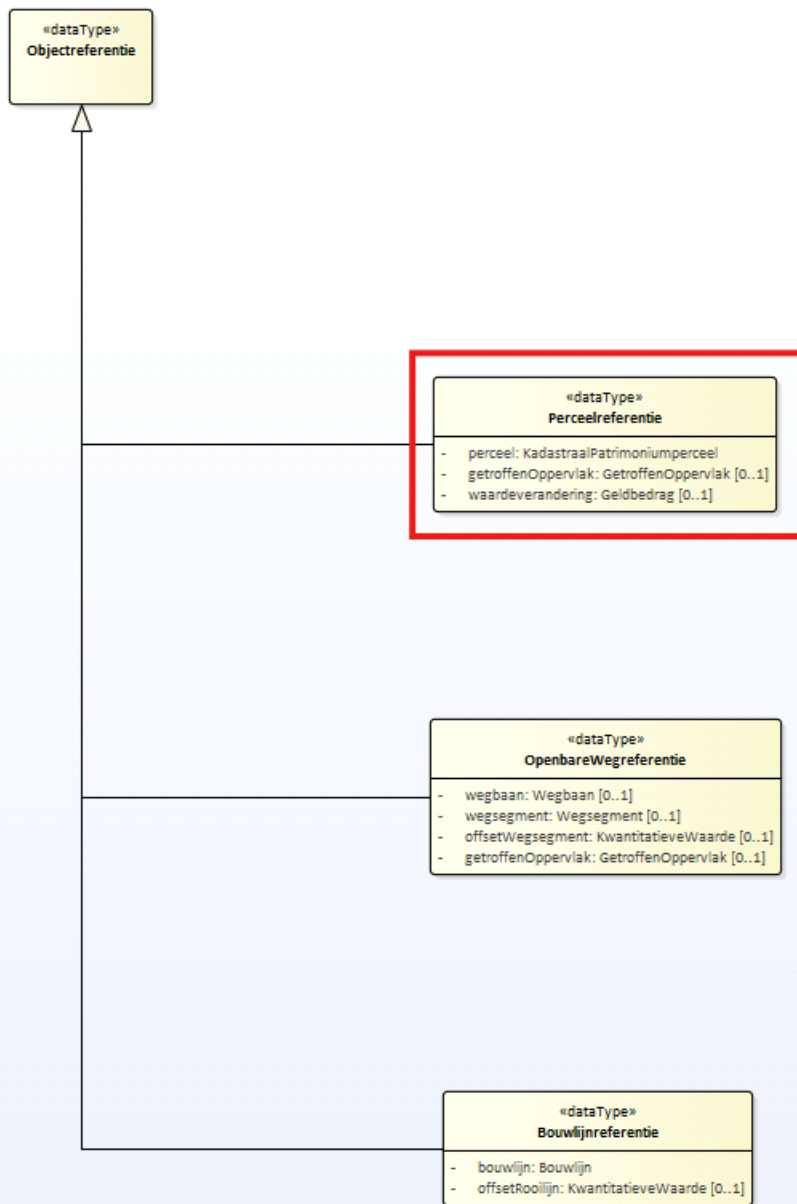 «dataType»
Objectreferentie
«dataType»
Perceelreferentie
- perceel: KadastraalPatrimoniumperceel
- getroffenOppervlak: GetroffenOppervlak [0..1]
- waardeverandering: Geldbedrag [0..1]
«dataType»
OpenbareWegreferentie
- wegbaan: Wegbaan [0..1]
- wegsegment: Wegsegment [0..1]
- offsetWegsegment: KwantitatieveWaarde [0..1]
- getroffenOppervlak: GetroffenOppervlak [0..1]
«dataType»
Bouwlijnreferentie
- bouwlijn: Bouwlijn
- offsetRooilijn: KwantitatieveWaarde [0..1]